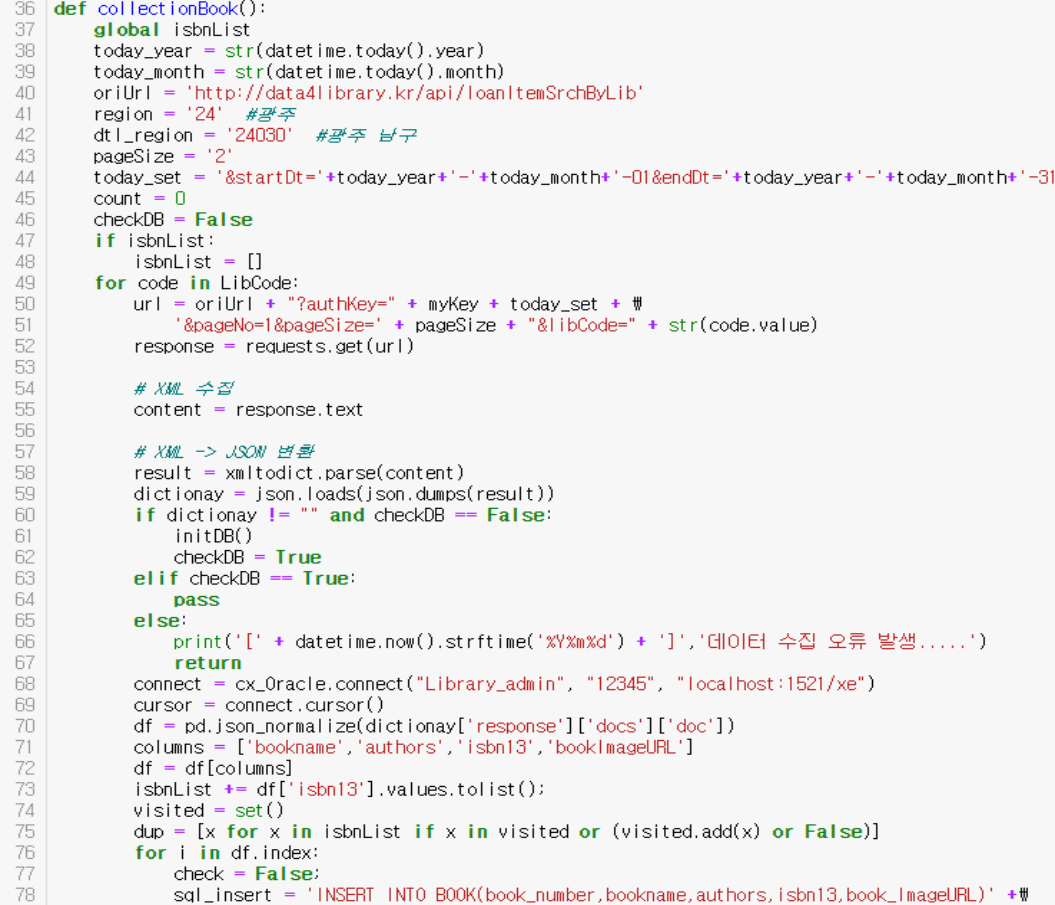 36 def collectionBook():
37     global isbnList
38     today_year = str(datetime.today().year)
39     today_month = str(datetime.today().month)
40     oriUrl = 'http://data4library.kr/api/loanItemSrchByLib'
41     region = '24'  #광주
42     dtl_region = '24030'  #광주 남구
43     pageSize = '2'
44     today_set = '&startDt='+today_year+'-'+today_month+'-01&endDt='+today_year+'-'+today_month+'-31
45     count = 0
46     checkDB = False
47     if isbnList:
48         isbnList = []
49     for code in LibCode:
50         url = oriUrl + "?authKey=" + myKey + today_set + ₩
51             '&pageNo=1&pageSize=' + pageSize + "&libCode=" + str(code.value)
52         response = requests.get(url)
53
54         # XML 수집
55         content = response.text
56
57         # XML -> JSON 변환
58         result = xmltodict.parse(content)
59         dictionay = json.loads(json.dumps(result))
60         if dictionay != "" and checkDB == False:
61             initDB()
62             checkDB = True
63         elif checkDB == True:
64             pass
65         else:
66             print('[' + datetime.now().strftime('%Y%m%d') + ']','데이터 수집 오류 발생.....')
67             return
68         connect = cx_Oracle.connect("Library_admin", "12345", "localhost:1521/xe")
69         cursor = connect.cursor()
70         df = pd.json_normalize(dictionay['response']['docs']['doc'])
71         columns = ['bookname','authors','isbn13','bookImageURL']
72         df = df[columns]
73         isbnList += df['isbn13'].values.tolist();
74         visited = set()
75         dup = [x for x in isbnList if x in visited or (visited.add(x) or False)]
76         for i in df.index:
77             check = False;
78             sql_insert = 'INSERT INTO BOOK(book_number,bookname,authors,isbn13,book_ImageURL)' +₩